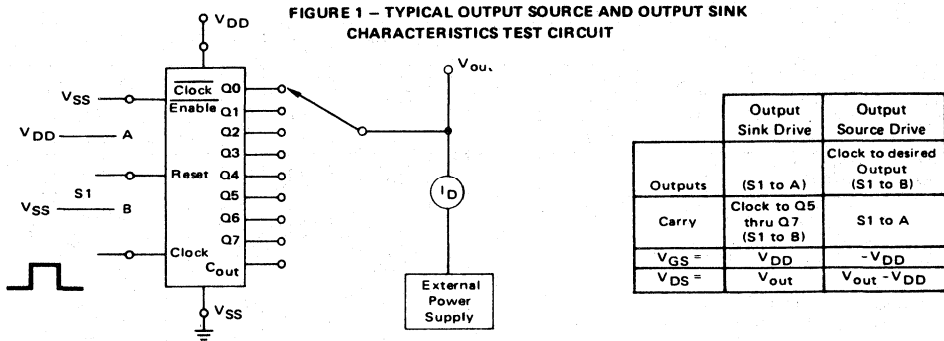 FIGURE 1 – TYPICAL OUTPUT SOURCE AND OUTPUT SINK
CHARACTERISTICS TEST CIRCUIT
VDD
Vout
VSS
Clock
Enable
Q0
Q1
VDD
A
Q2
Q3
Reset
Q4
S1
Q5
VSS
B
Q6
Q7
Clock
Cout
VSS
ID
External
Power
Supply
Output
Sink Drive
Output
Source Drive
Outputs
(S1 to A)
Clock to desired
Output
(S1 to B)
Carry
Clock to Q5
thru Q7
(S1 to B)
S1 to A
VGS =
VDD
-VDD
VDS =
Vout
Vout -VDD